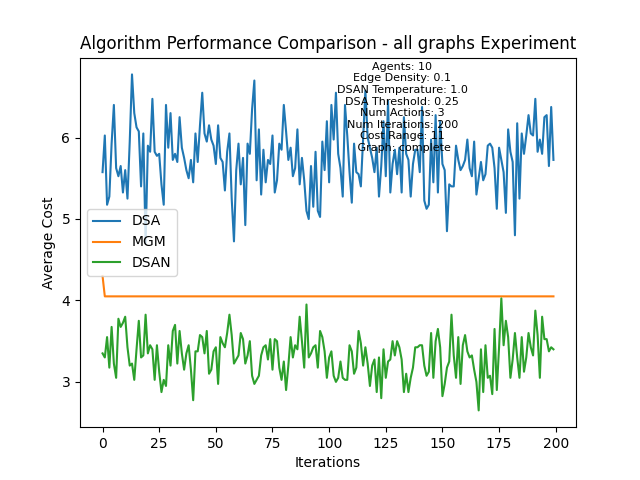 Algorithm Performance Comparison - all graphs Experiment
Agents: 10
Edge Density: 0.1
DSAN Temperature: 1.0
DSA Threshold: 0.25
Num Actions: 3
Num Iterations: 200
Cost Range: 11
Graph: complete
Average Cost
6
5
4
3
DSA
MGM
DSAN
0
25
50
75
100
125
150
175
200
Iterations